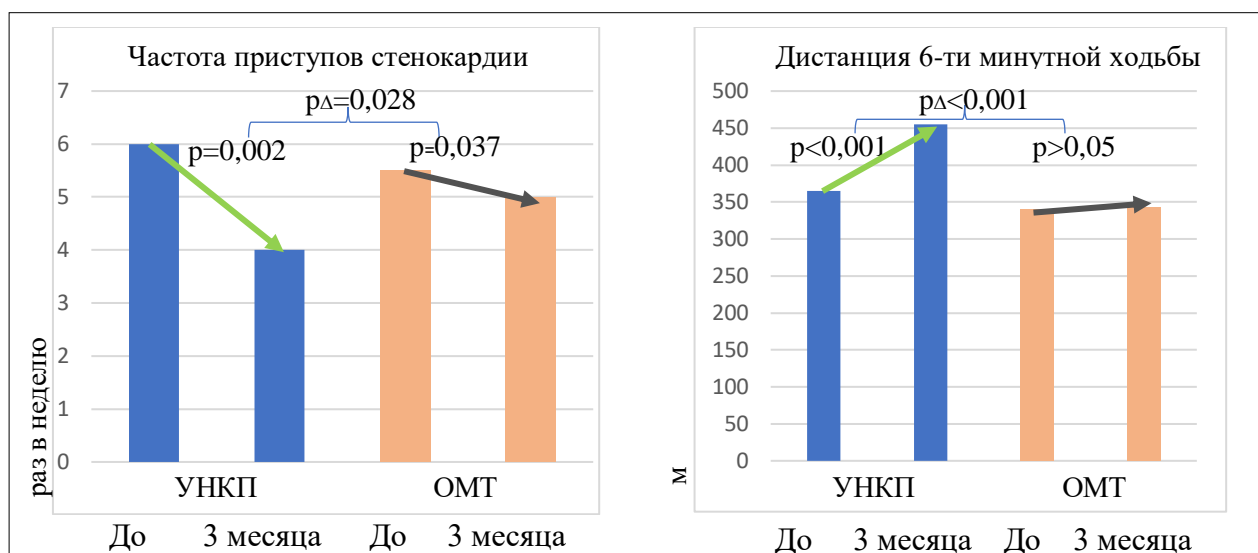 Частота приступов стенокардии
7
6
5
4
3
2
1
0
раз в неделю
p∆=0,028
p=0,002
p=0,037
УНКП ОМТ
До 3 месяца До 3 месяца
Дистанция 6-ти минутной ходьбы
500
450
400
350
300
250
200
150
100
50
0
м
p∆<0,001
p<0,001
p>0,05
УНКП ОМТ
До 3 месяца До 3 месяца